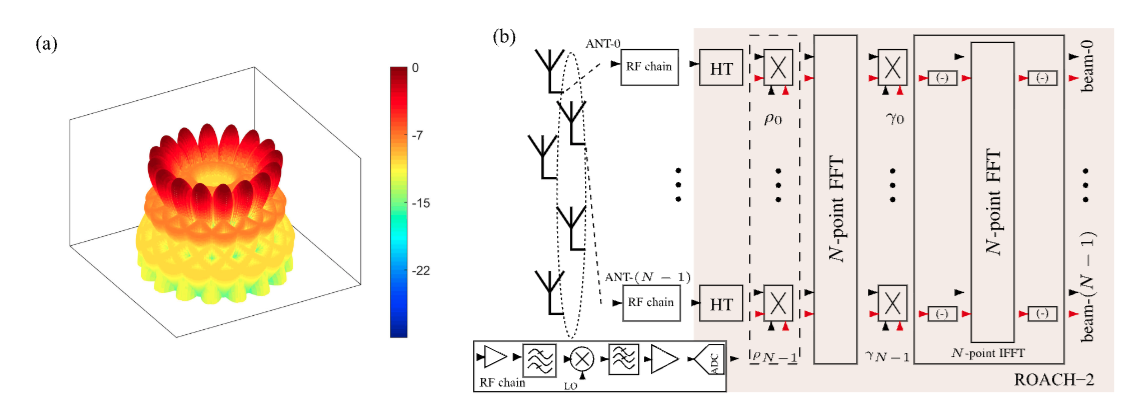 (a)
0
-7
-15
-22
(b)
ANT-0
RF chain
HT
ρ0
N-point FFT
γ0
(-)
N-point FFT
(-)
beam-0
ANT-(N − 1)
RF chain
HT
ρN−1
γN−1
(-)
(-)
N-point IFFT
beam-(N − 1)
RF chain
LO
ADC
ROACH−2